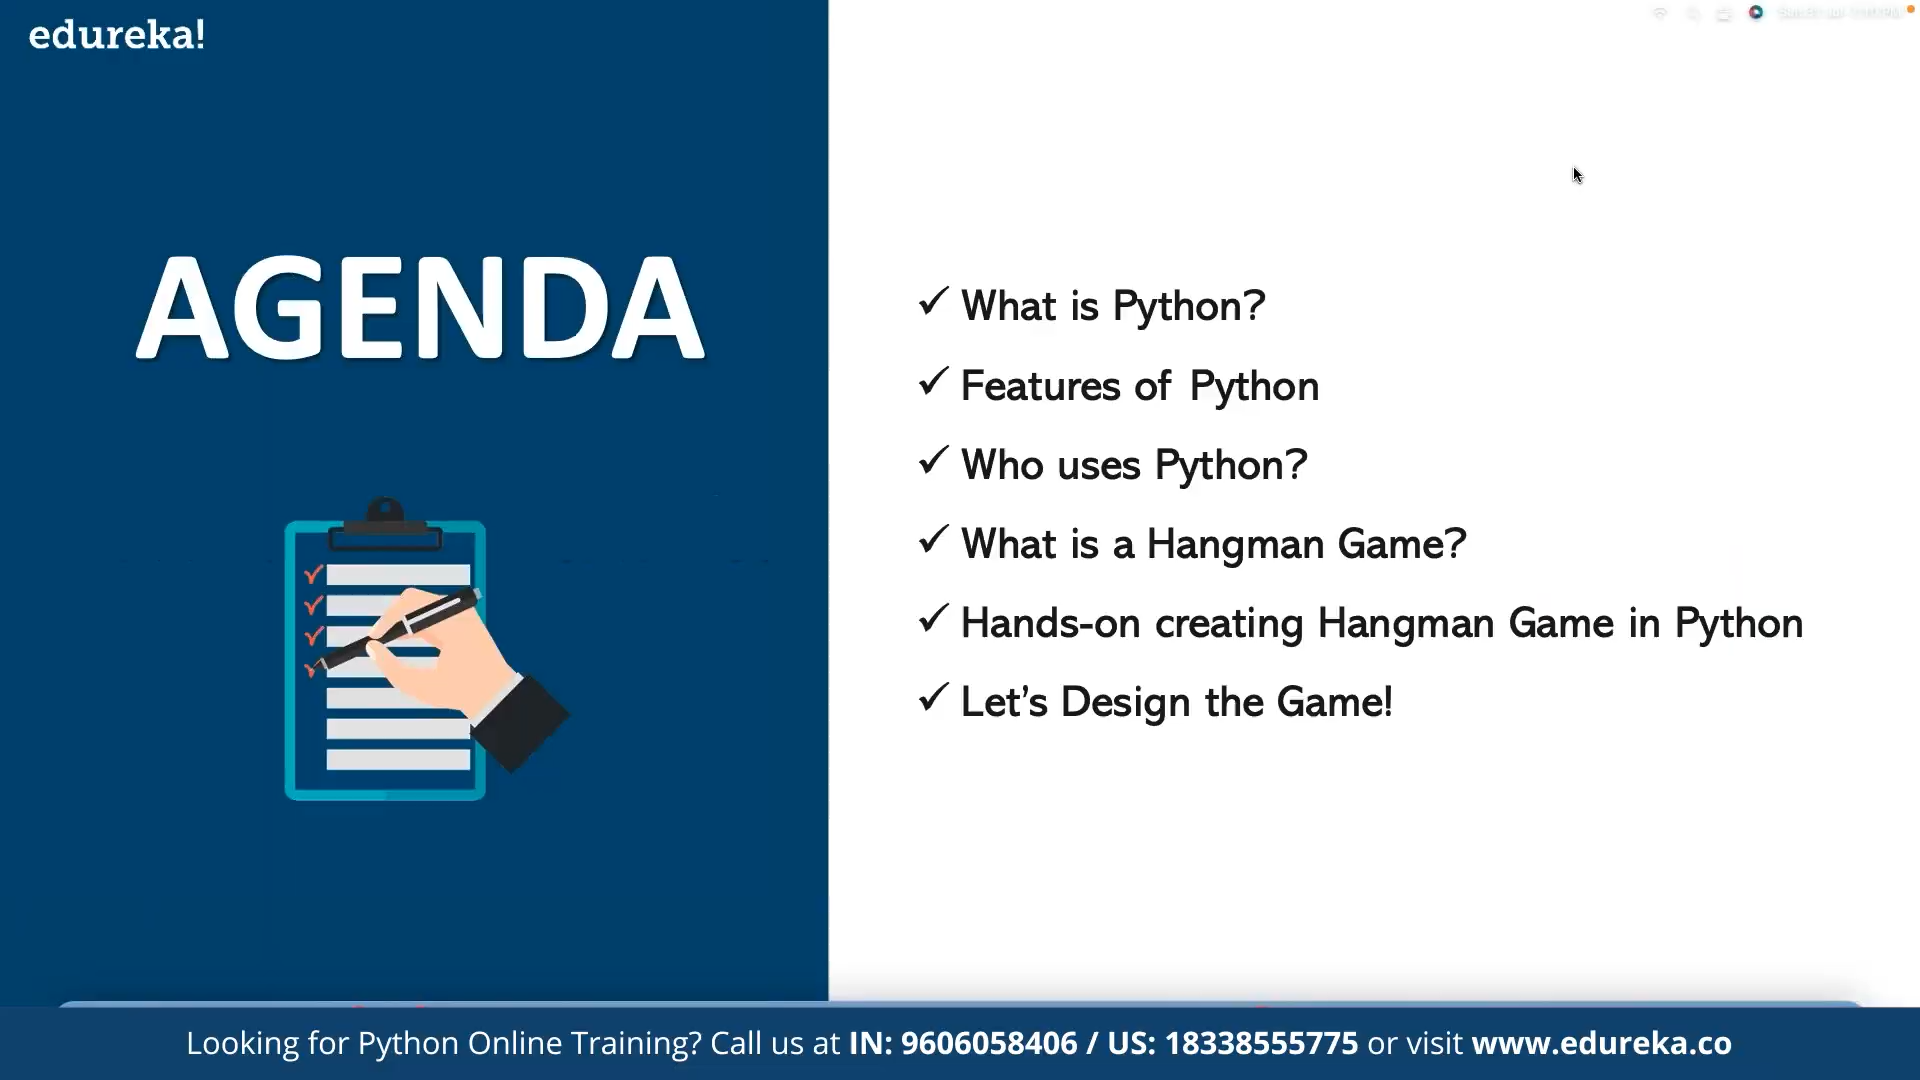 edureka!
AGENDA
✓ What is Python?
✓ Features of Python
✓ Who uses Python?
✓ What is a Hangman Game?
✓ Hands-on creating Hangman Game in Python
✓ Let's Design the Game!
Looking for Python Online Training? Call us at IN: 9606058406 / US: 18338555775 or visit www.edureka.co